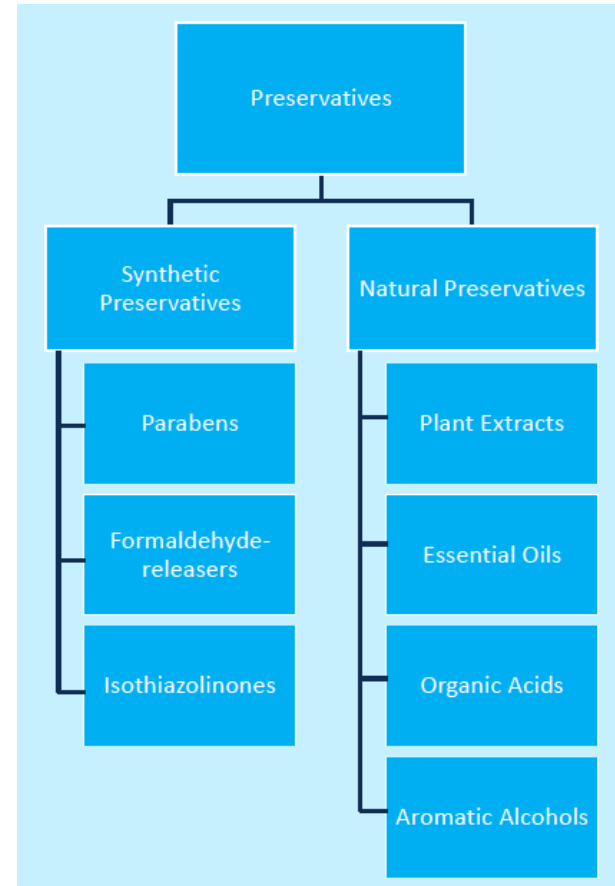 Preservatives
Synthetic
Preservatives
Natural Preservatives
Parabens
Formaldehyde-
releasers
Isothiazolinones
Plant Extracts
Essential Oils
Organic Acids
Aromatic Alcohols